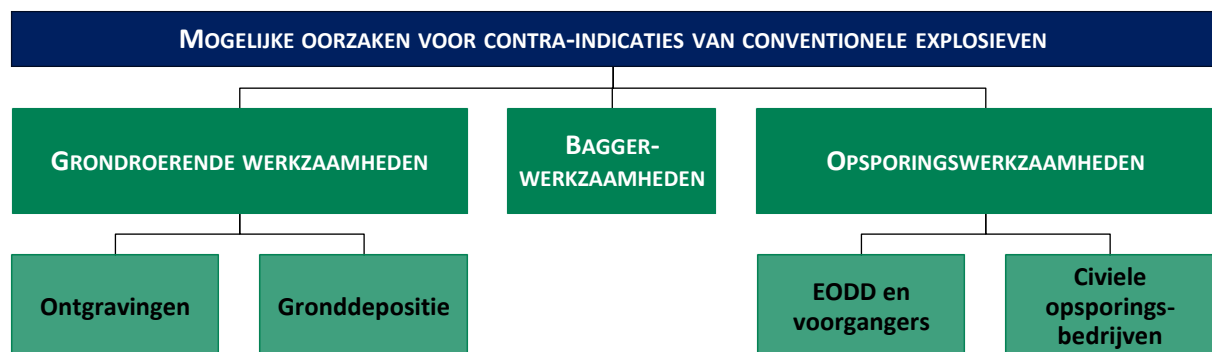 MOGELIJKE OORZAKEN VOOR CONTRA-INDICATIES VAN CONVENTIONELE EXPLOSIEVEN
GRONDROERENDE WERKZAAMHEDEN
BAGGER-
WERKZAAMHEDEN
OPSPORINGSWERKZAAMHEDEN
Ontgravingen
Gronddepositie
EODD en
voorgangers
Civiele
opsporings-
bedrijven